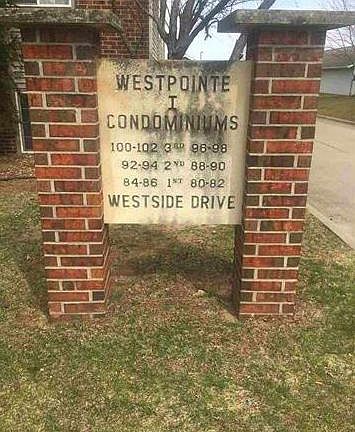 WESTPOINTE
I
CONDOMINIUMS
100-102 3RD 96-98
92-94 2ND 88-90
84-86 1ST 80-82
WESTSIDE DRIVE